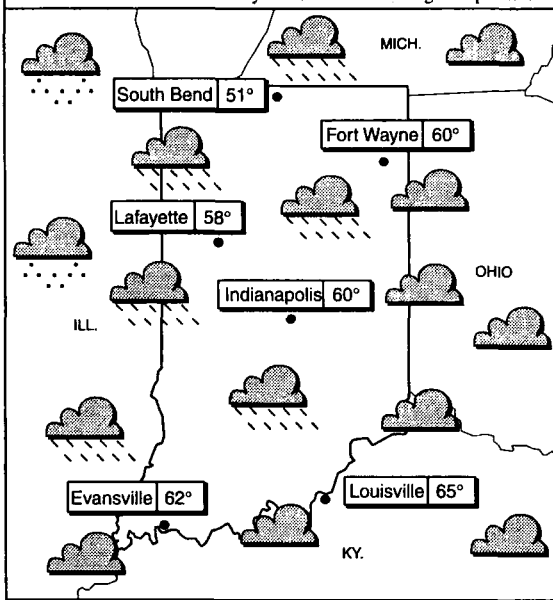 MICH.
South Bend 51°
Fort Wayne 60°
Lafayette 58°
OHIO
Indianapolis 60°
ILL.
Evansville 62°
Louisville 65°
KY.